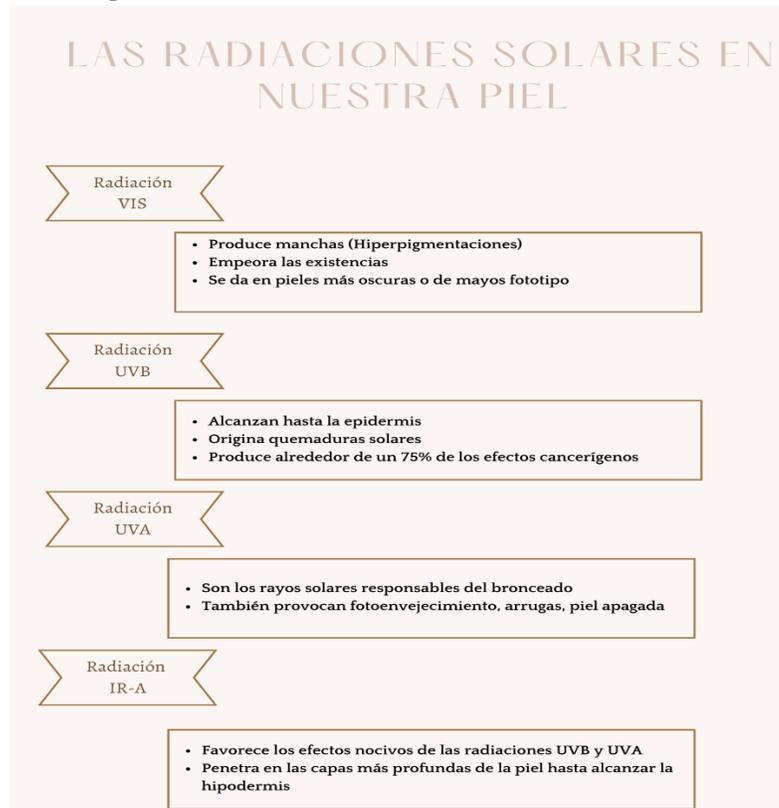 LAS RADIACIONES SOLARES EN
NUESTRA PIEL
Radiación
VIS
• Produce manchas (Hiperpigmentaciones)
• Empeora las existencias
• Se da en pieles más oscuras o de mayos fototipo
Radiación
UVB
• Alcanzan hasta la epidermis
• Origina quemaduras solares
• Produce alrededor de un 75% de los efectos cancerígenos
Radiación
UVA
• Son los rayos solares responsables del bronceado
• También provocan fotoenvejecimiento, arrugas, piel apagada
Radiación
IR-A
• Favorece los efectos nocivos de las radiaciones UVB y UVA
• Penetra en las capas más profundas de la piel hasta alcanzar la
hipodermis